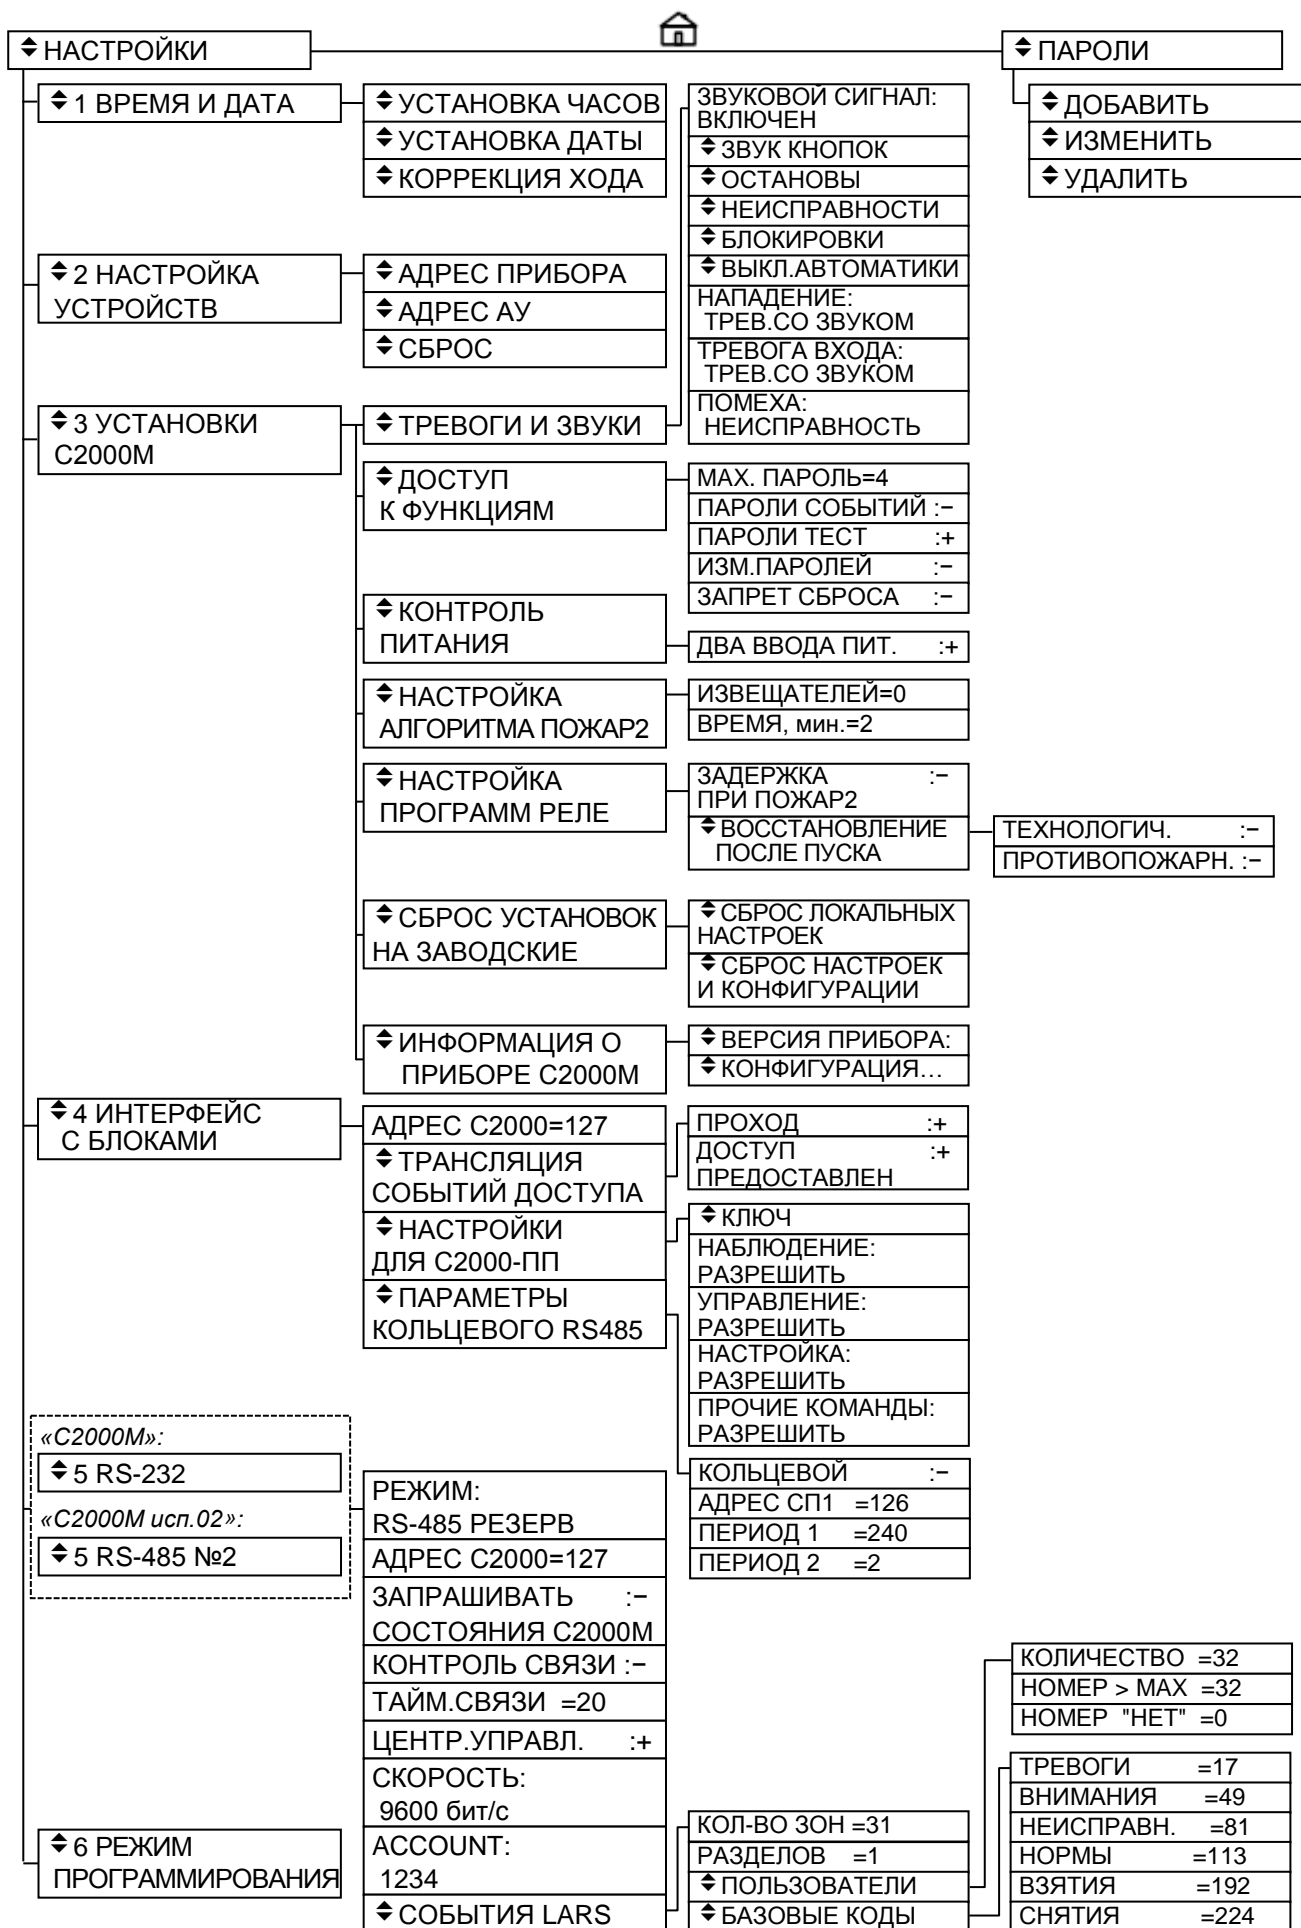 НАСТРОЙКИ
ПАРОЛИ
ДОБАВИТЬ
ИЗМЕНИТЬ
УДАЛИТЬ
1 ВРЕМЯ И ДАТА
УСТАНОВКА ЧАСОВ
УСТАНОВКА ДАТЫ
КОРРЕКЦИЯ ХОДА
2 НАСТРОЙКА
УСТРОЙСТВ
АДРЕС ПРИБОРА
АДРЕС АУ
СБРОС
3 УСТАНОВКИ
С2000М
ТРЕВОГИ И ЗВУКИ
ЗВУКОВОЙ СИГНАЛ:
ВКЛЮЧЕН
ЗВУК КНОПОК
ОСТАНОВЫ
НЕИСПРАВНОСТИ
БЛОКИРОВКИ
ВЫКЛ.АВТОМАТИКИ
НАПАДЕНИЕ:
ТРЕВ.СО ЗВУКОМ
ТРЕВОГА ВХОДА:
ТРЕВ.СО ЗВУКОМ
ПОМЕХА:
НЕИСПРАВНОСТЬ
ДОСТУП
К ФУНКЦИЯМ
МАХ. ПАРОЛЬ=4
ПАРОЛИ СОБЫТИЙ :−
ПАРОЛИ ТЕСТ :+
ИЗМ.ПАРОЛЕЙ :−
ЗАПРЕТ СБРОСА :−
КОНТРОЛЬ
ПИТАНИЯ
ДВА ВВОДА ПИТ. :+
НАСТРОЙКА
АЛГОРИТМА ПОЖАР2
ИЗВЕЩАТЕЛЕЙ=0
ВРЕМЯ, мин.=2
НАСТРОЙКА
ПРОГРАММ РЕЛЕ
ЗАДЕРЖКА :−
ПРИ ПОЖАР2
ВОССТАНОВЛЕНИЕ
ПОСЛЕ ПУСКА
ТЕХНОЛОГИЧ. :−
ПРОТИВОПОЖАРН. :−
СБРОС УСТАНОВОК
НА ЗАВОДСКИЕ
СБРОС ЛОКАЛЬНЫХ
НАСТРОЕК
СБРОС НАСТРОЕК
И КОНФИГУРАЦИИ
ИНФОРМАЦИЯ О
ПРИБОРЕ С2000М
ВЕРСИЯ ПРИБОРА:
КОНФИГУРАЦИЯ…
4 ИНТЕРФЕЙС
С БЛОКАМИ
АДРЕС С2000=127
ТРАНСЛЯЦИЯ
СОБЫТИЙ ДОСТУПА
НАСТРОЙКИ
ДЛЯ С2000-ПП
ПАРАМЕТРЫ
КОЛЬЦЕВОГО RS485
ПРОХОД :+
ДОСТУП :+
ПРЕДОСТАВЛЕН
КЛЮЧ
НАБЛЮДЕНИЕ:
РАЗРЕШИТЬ
УПРАВЛЕНИЕ:
РАЗРЕШИТЬ
НАСТРОЙКА:
РАЗРЕШИТЬ
ПРОЧИЕ КОМАНДЫ:
РАЗРЕШИТЬ
КОЛЬЦЕВОЙ :−
АДРЕС СП1 =126
ПЕРИОД 1 =240
ПЕРИОД 2 =2
«С2000М»:
5 RS-232
«С2000М исп.02»:
5 RS-485 №2
РЕЖИМ:
RS-485 РЕЗЕРВ
АДРЕС С2000=127
ЗАПРАШИВАТЬ :−
СОСТОЯНИЯ С2000М
КОНТРОЛЬ СВЯЗИ :−
ТАЙМ.СВЯЗИ =20
ЦЕНТР.УПРАВЛ. :+
СКОРОСТЬ:
9600 бит/с
ACCOUNT:
1234
СОБЫТИЯ LARS
КОЛ-ВО ЗОН =31
РАЗДЕЛОВ =1
ПОЛЬЗОВАТЕЛИ
БАЗОВЫЕ КОДЫ
КОЛИЧЕСТВО =32
НОМЕР > МАХ =32
НОМЕР "НЕТ" =0
ТРЕВОГИ =17
ВНИМАНИЯ =49
НЕИСПРАВН. =81
НОРМЫ =113
ВЗЯТИЯ =192
СНЯТИЯ =224
6 РЕЖИМ
ПРОГРАММИРОВАНИЯ